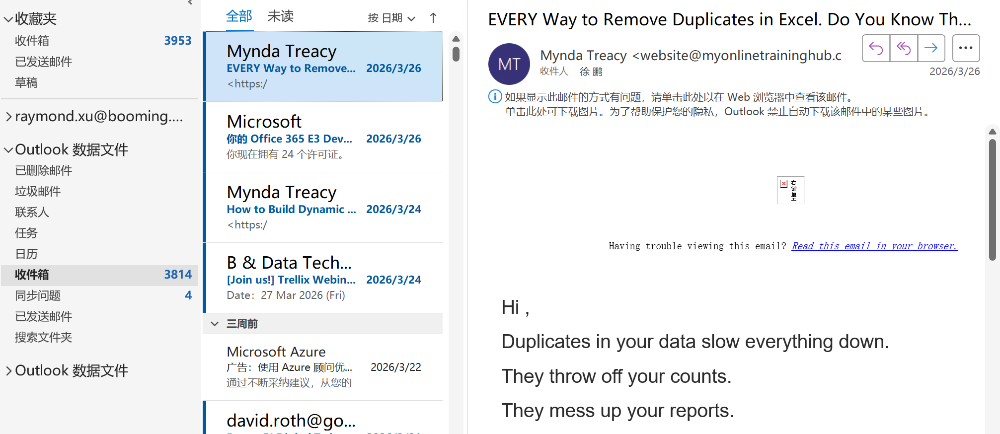 收藏夹
收件箱 3953
已发送邮件
草稿
raymond.xu@booming....
Outlook 数据文件
已删除邮件
垃圾邮件
联系人
任务
日历
收件箱 3814
同步问题 4
已发送邮件
搜索文件夹
Outlook 数据文件
全部 未读 按 日期
Mynda Treacy
EVERY Way to Remove... 2026/3/26
<https:/
Microsoft
你的 Office 365 E3 Dev... 2026/3/26
你现在拥有 24 个许可证。
Mynda Treacy
How to Build Dynamic ... 2026/3/24
<https:/
B & Data Tech...
[Join us!] Trellix Webin... 2026/3/24
Date：27 Mar 2026 (Fri)
三周前
Microsoft Azure
广告：使用 Azure 顾问优... 2026/3/22
通过不断采纳建议，从您的
david.roth@go...
EVERY Way to Remove Duplicates in Excel. Do You Know Th...
MT
Mynda Treacy <website@myonlinetraininghub.c
收件人 徐 鹏
2026/3/26
如果显示此邮件的方式有问题，请单击此处以在 Web 浏览器中查看该邮件。
单击此处可下载图片。为了帮助保护您的隐私，Outlook 禁止自动下载该邮件中的某些图片。
右
键
单
Having trouble viewing this email? Read this email in your browser.
Hi ,
Duplicates in your data slow everything down.
They throw off your counts.
They mess up your reports.